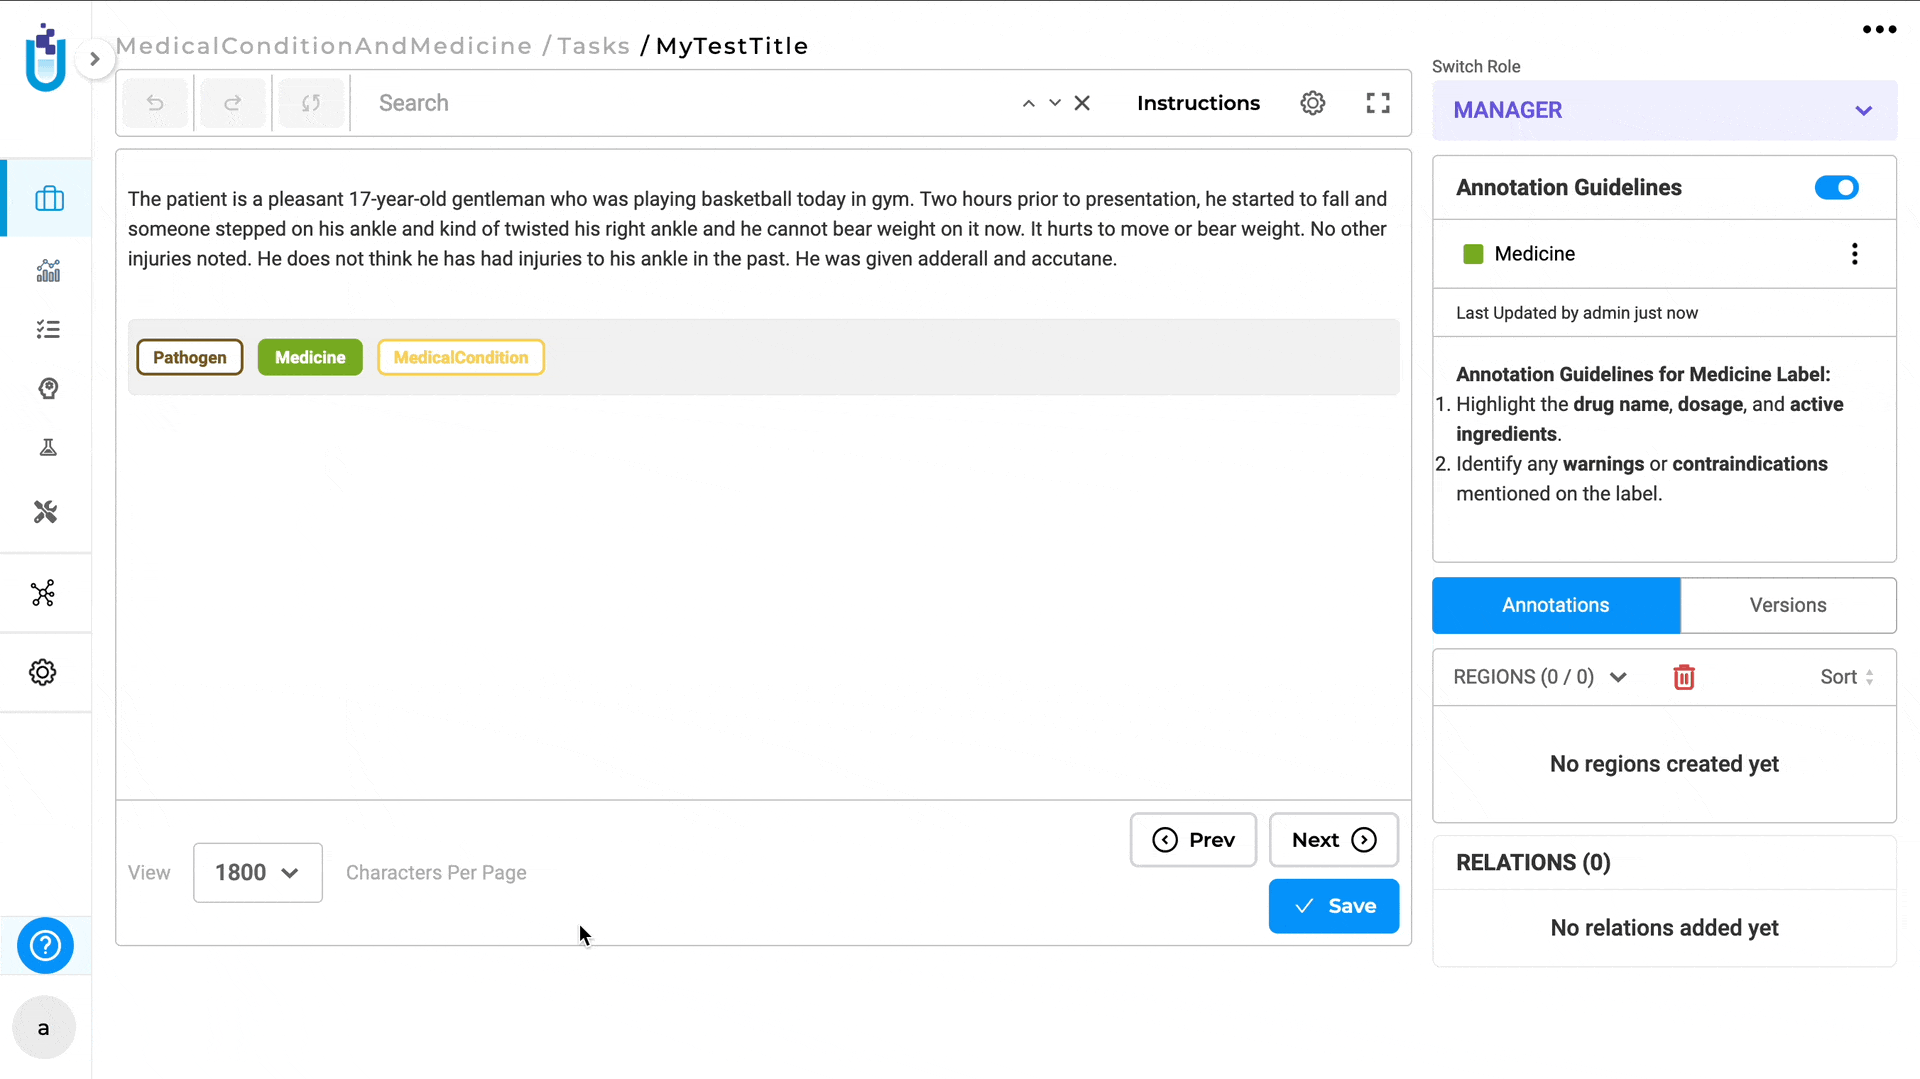 MedicalConditionAndMedicine / Tasks / MyTestTitle
Search
Instructions
The patient is a pleasant 17-year-old gentleman who was playing basketball today in gym. Two hours prior to presentation, he started to fall and
someone stepped on his ankle and kind of twisted his right ankle and he cannot bear weight on it now. It hurts to move or bear weight. No other
injuries noted. He does not think he has had injuries to his ankle in the past. He was given adderall and accutane.
Pathogen
Medicine
MedicalCondition
View
1800
Characters Per Page
Prev
Next
Save
a
Switch Role
MANAGER
Annotation Guidelines
Medicine
Last Updated by admin just now
Annotation Guidelines for Medicine Label:
1. Highlight the drug name, dosage, and active
ingredients.
2. Identify any warnings or contraindications
mentioned on the label.
Annotations
Versions
REGIONS (0 / 0)
Sort
No regions created yet
RELATIONS (0)
No relations added yet